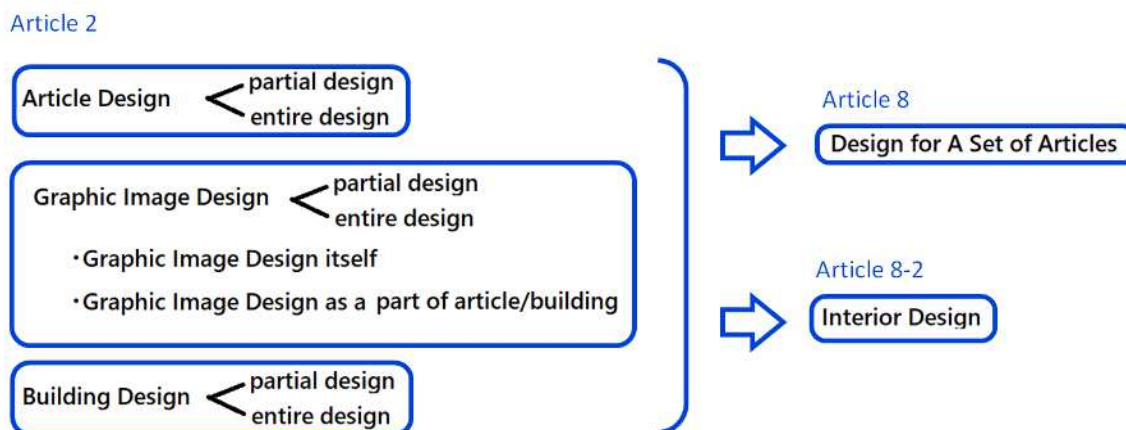 Article 2
Article Design
partial design
entire design
Graphic Image Design
partial design
entire design
・Graphic Image Design itself
・Graphic Image Design as a part of article/building
Building Design
partial design
entire design
Article 8
Design for A Set of Articles
Article 8-2
Interior Design